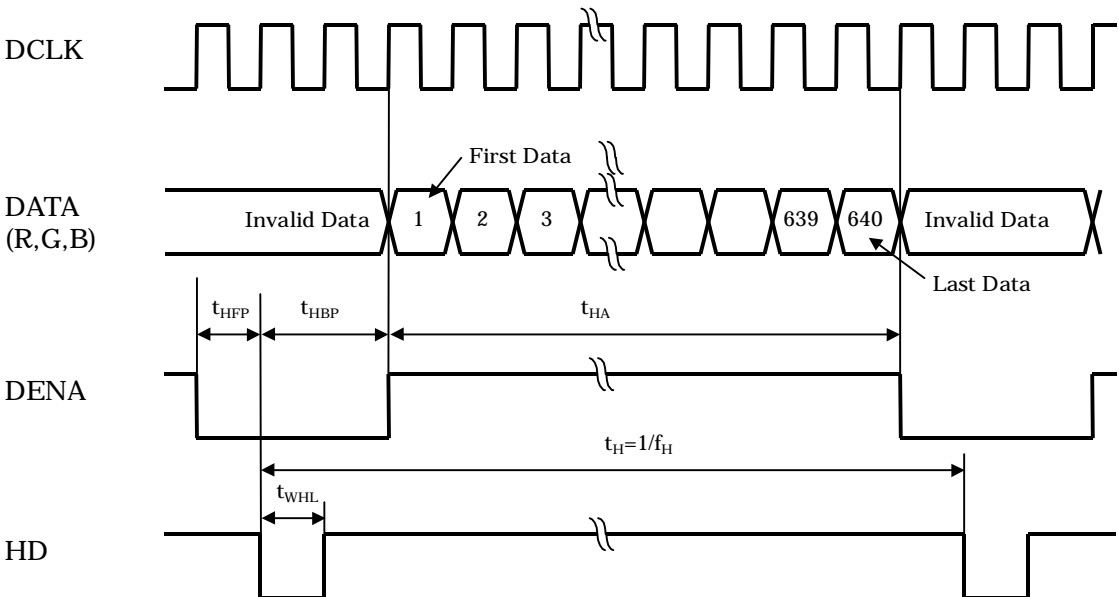 DCLK
First Data
DATA
(R,G,B)
Invalid Data 1 2 3 639 640 Invalid Data
Last Data
tHFP tHBP tHA
DENA
tH=1/fH
tWHL
HD